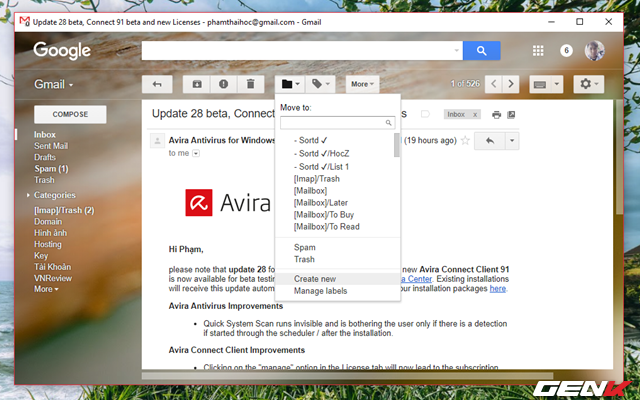 Update 28 beta, Connect 91 beta and new Licenses - phamthaihoc@gmail.com - Gmail
Google
6
Gmail
More
1 of 526
COMPOSE
Inbox
Sent Mail
Drafts
Spam (1)
Trash
Categories
[Imap]/Trash (2)
Domain
Hình ảnh
Hosting
Key
Tài Khoản
VNReview
More
Move to:
- Sortd ✓
- Sortd ✓/HocZ
- Sortd ✓/List 1
[Imap]/Trash
[Mailbox]
[Mailbox]/Later
[Mailbox]/To Buy
[Mailbox]/To Read
Spam
Trash
Create new
Manage labels
Update 28 beta, Connect s
Inbox x
Avira Antivirus for Windows (19 hours ago)
to me
Avira
Hi Phạm,
please note that update 28 fo new Avira Connect Client 91
is now available for beta testin a Center. Existing installations
will receive this update autom our installation packages here.
Avira Antivirus Improvements
• Quick System Scan runs invisible and is bothering the user only if there is a detection
if started through the scheduler / after the installation.
Avira Connect Client Improvements
• Clicking on the "manage" option in the License tab will now lead to the subscription
GENK